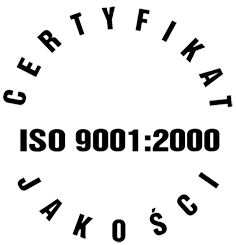 CERTYFIKAT
ISO 9001:2000
JAKOŚCI